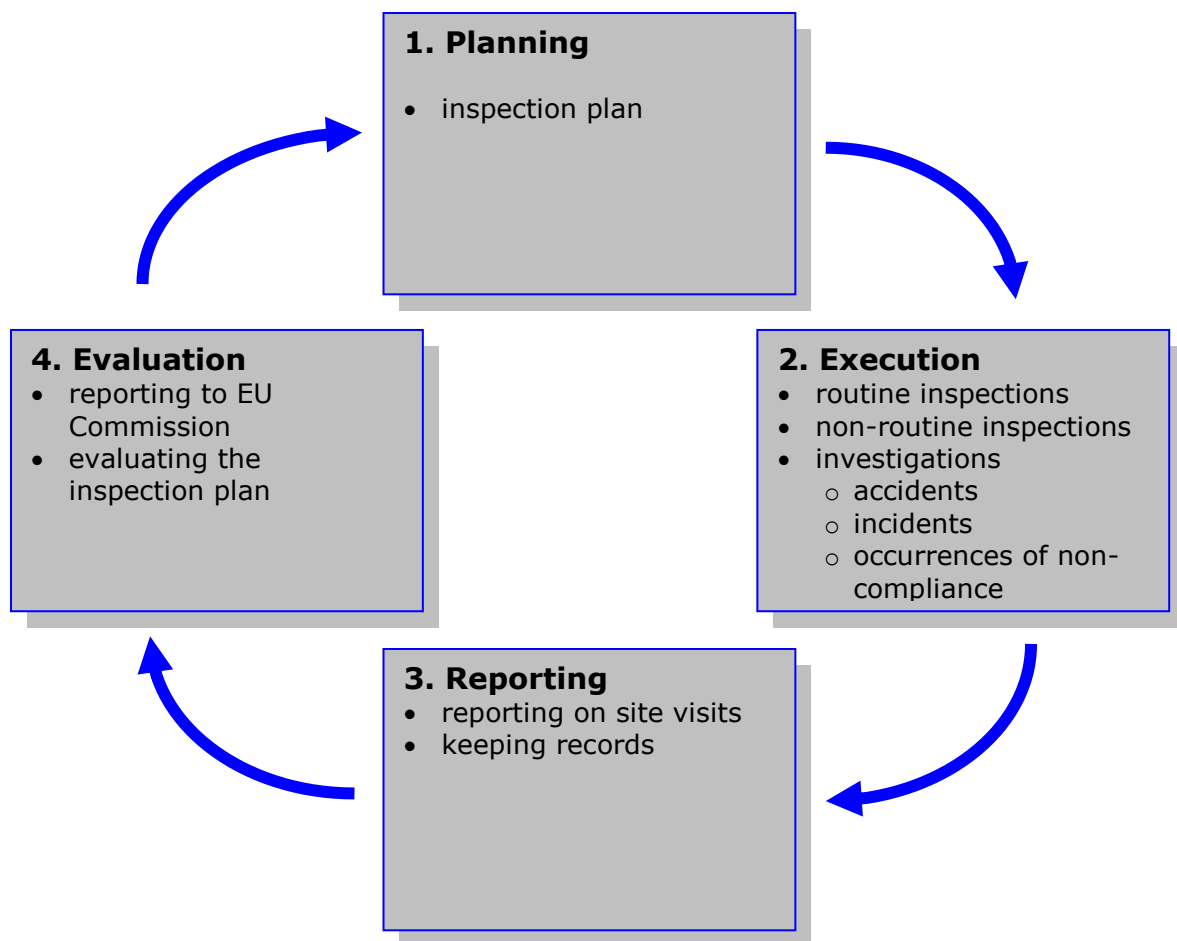 1. Planning
• inspection plan
2. Execution
• routine inspections
• non-routine inspections
• investigations
o accidents
o incidents
o occurrences of non-
compliance
3. Reporting
• reporting on site visits
• keeping records
4. Evaluation
• reporting to EU
Commission
• evaluating the
inspection plan